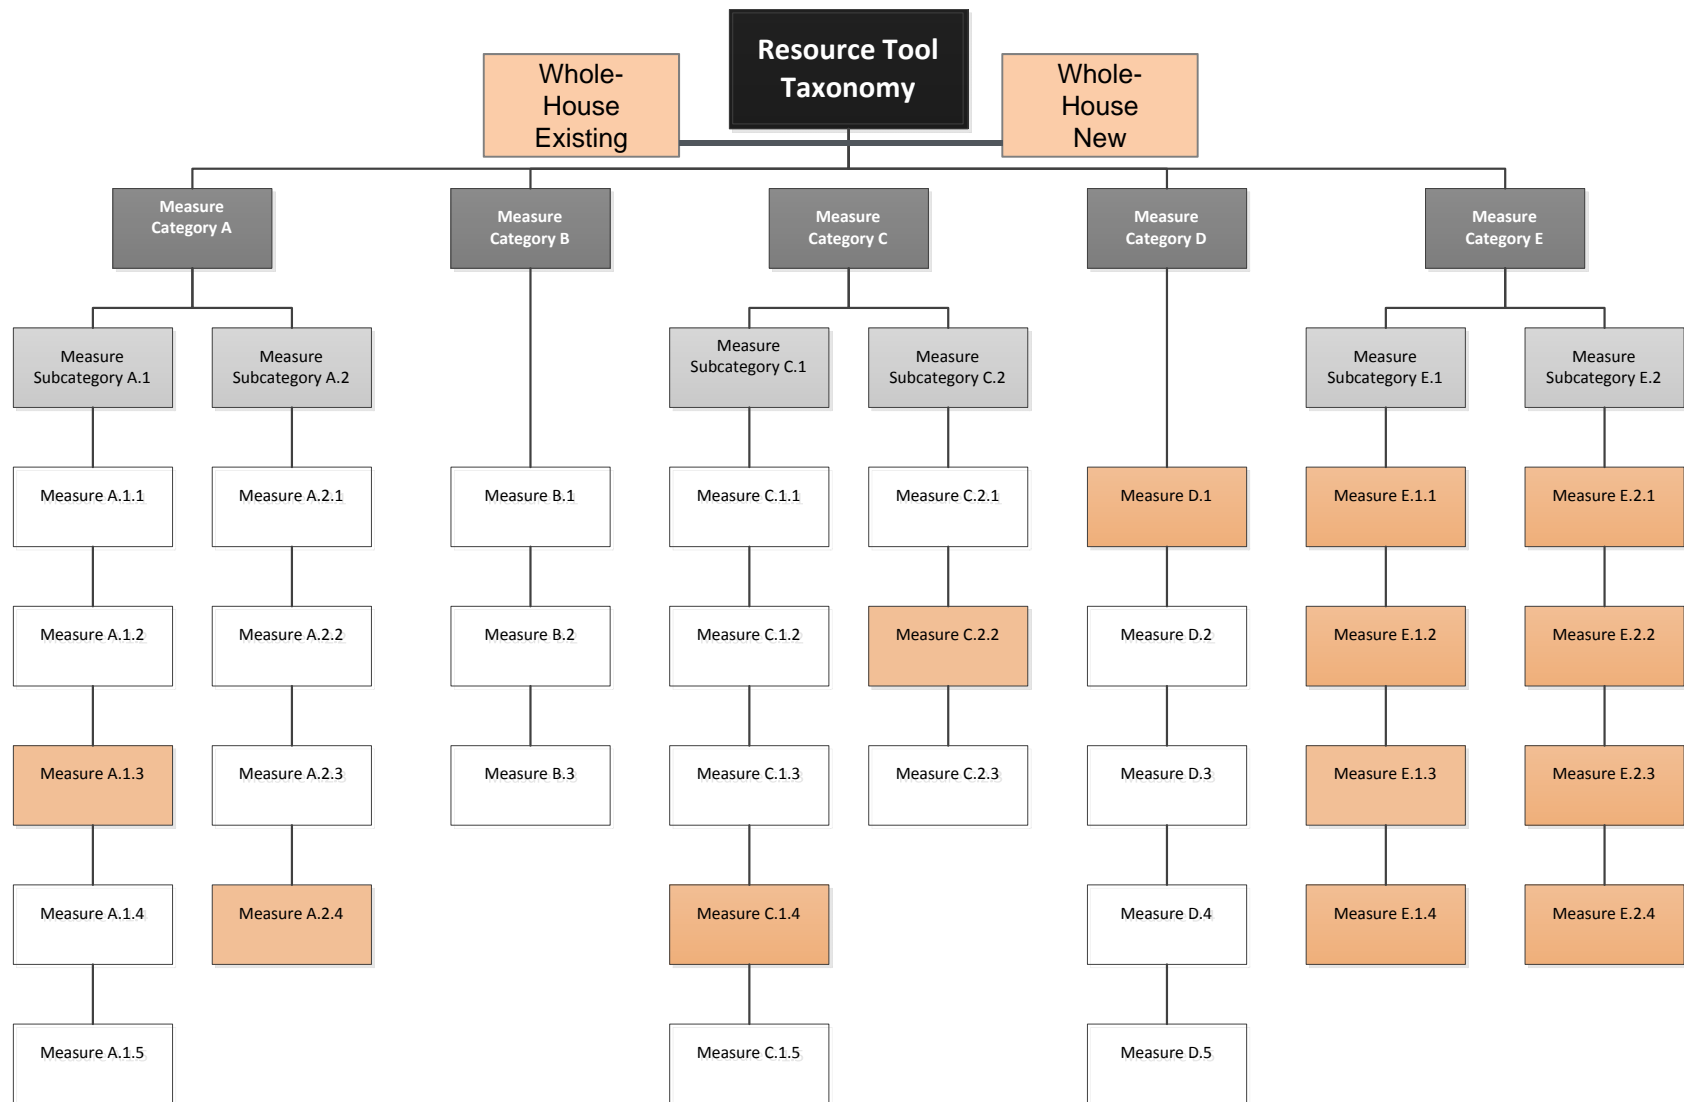 Resource Tool
Taxonomy
Whole-
House
Existing
Whole-
House
New
Measure
Category A
Measure
Category B
Measure
Category C
Measure
Category D
Measure
Category E
Measure
Subcategory A.1
Measure
Subcategory A.2
Measure
Subcategory C.1
Measure
Subcategory C.2
Measure
Subcategory E.1
Measure
Subcategory E.2
Measure A.1.1
Measure A.2.1
Measure B.1
Measure C.1.1
Measure C.2.1
Measure D.1
Measure E.1.1
Measure E.2.1
Measure A.1.2
Measure A.2.2
Measure B.2
Measure C.1.2
Measure C.2.2
Measure D.2
Measure E.1.2
Measure E.2.2
Measure A.1.3
Measure A.2.3
Measure B.3
Measure C.1.3
Measure C.2.3
Measure D.3
Measure E.1.3
Measure E.2.3
Measure A.1.4
Measure A.2.4
Measure C.1.4
Measure D.4
Measure E.1.4
Measure E.2.4
Measure A.1.5
Measure C.1.5
Measure D.5